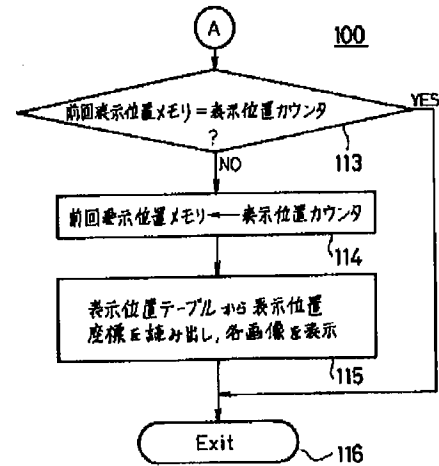 A
100
前回表示位置メモリ=表示位置カウンタ
?
YES
113
NO
前回表示位置メモリ←表示位置カウンタ
114
表示位置テーブルから表示位置
座標を読み出し,各画像を表示
115
Exit
116